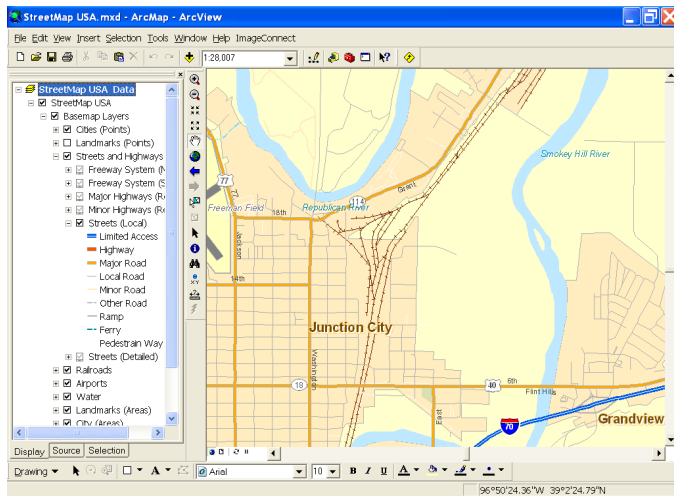 StreetMap USA.mxd - ArcMap - ArcView
File Edit View Insert Selection Tools Window Help ImageConnect
1:28,007
StreetMap USA Data
StreetMap USA
Basemap Layers
Cities (Points)
Landmarks (Points)
Streets and Highways
Freeway System (N
Freeway System (S
Major Highways (R
Minor Highways (R
Streets (Local)
Limited Access
Highway
Major Road
Local Road
Minor Road
Other Road
Ramp
Ferry
Pedestrain Way
Streets (Detailed)
Railroads
Airports
Water
Landmarks (Areas)
City (Areas)
Display Source Selection
XY
77
77
Freeman Field
Republican River
114
Grant
Smokey Hill River
18th
Jackson
14th
Junction City
Washington
18
40
6th
Flint Hills
East
70
Grandview
Drawing
A
Arial
10
B I U A
96°50'24.36"W 39°2'24.79"N